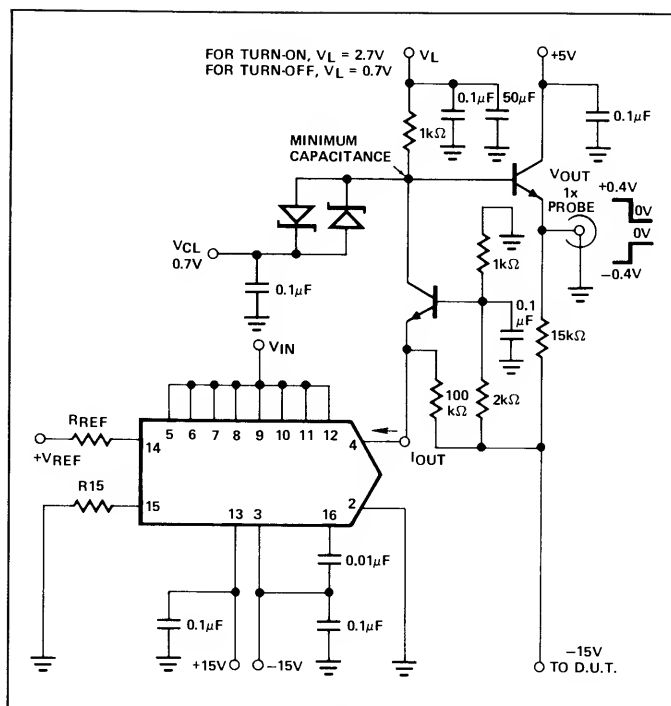 FOR TURN-ON, VL = 2.7V
FOR TURN-OFF, VL = 0.7V
VL
+5V
0.1µF
50µF
0.1µF
1kΩ
MINIMUM
CAPACITANCE
VOUT
1x
PROBE
+0.4V
0V
0V
−0.4V
VCL
0.7V
0.1µF
1kΩ
0.1
µF
15kΩ
VIN
100
kΩ
2kΩ
RREF
+VREF
14
5
6
7
8
9
10
11
12
4
IOUT
R15
15
13
3
16
2
0.01µF
0.1µF
0.1µF
+15V
−15V
−15V
TO D.U.T.